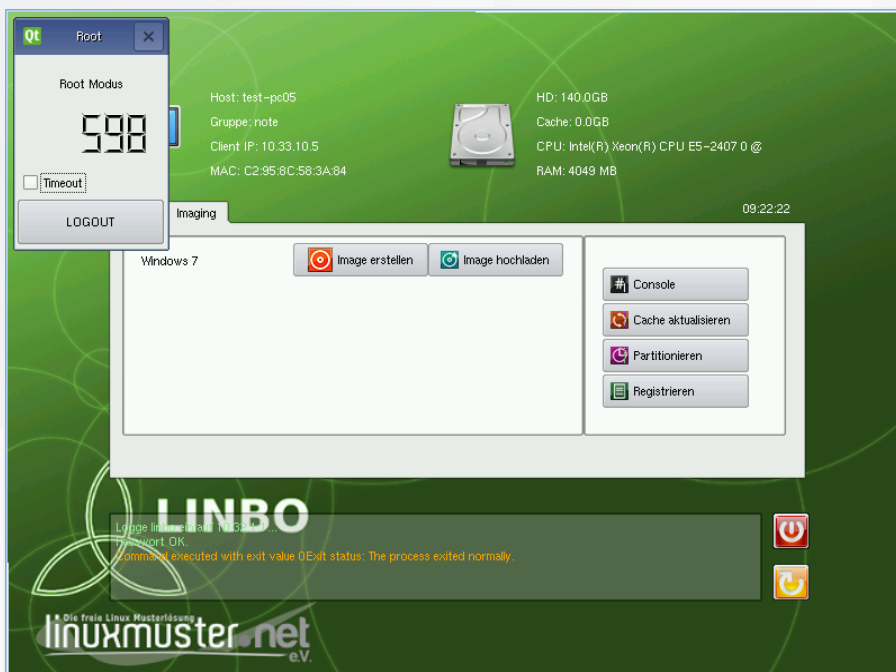 Qt Root
Root Modus
598
Timeout
LOGOUT
Host: test-pc05
Gruppe: note
Client IP: 10.33.10.5
MAC: C2:95:8C:58:3A:84
HD: 140.0GB
Cache: 0.0GB
CPU: Intel(R) Xeon(R) CPU E5-2407 0 @
RAM: 4049 MB
Imaging
09:22:22
Windows 7
Image erstellen
Image hochladen
Console
Cache aktualisieren
Partitionieren
Registrieren
LINBO
Logge linbo ein auf
Passwort OK.
Command executed with exit value 0Exit status: The process exited normally.
Die freie Linux Musterlösung
linuxmuster.net
e.V.